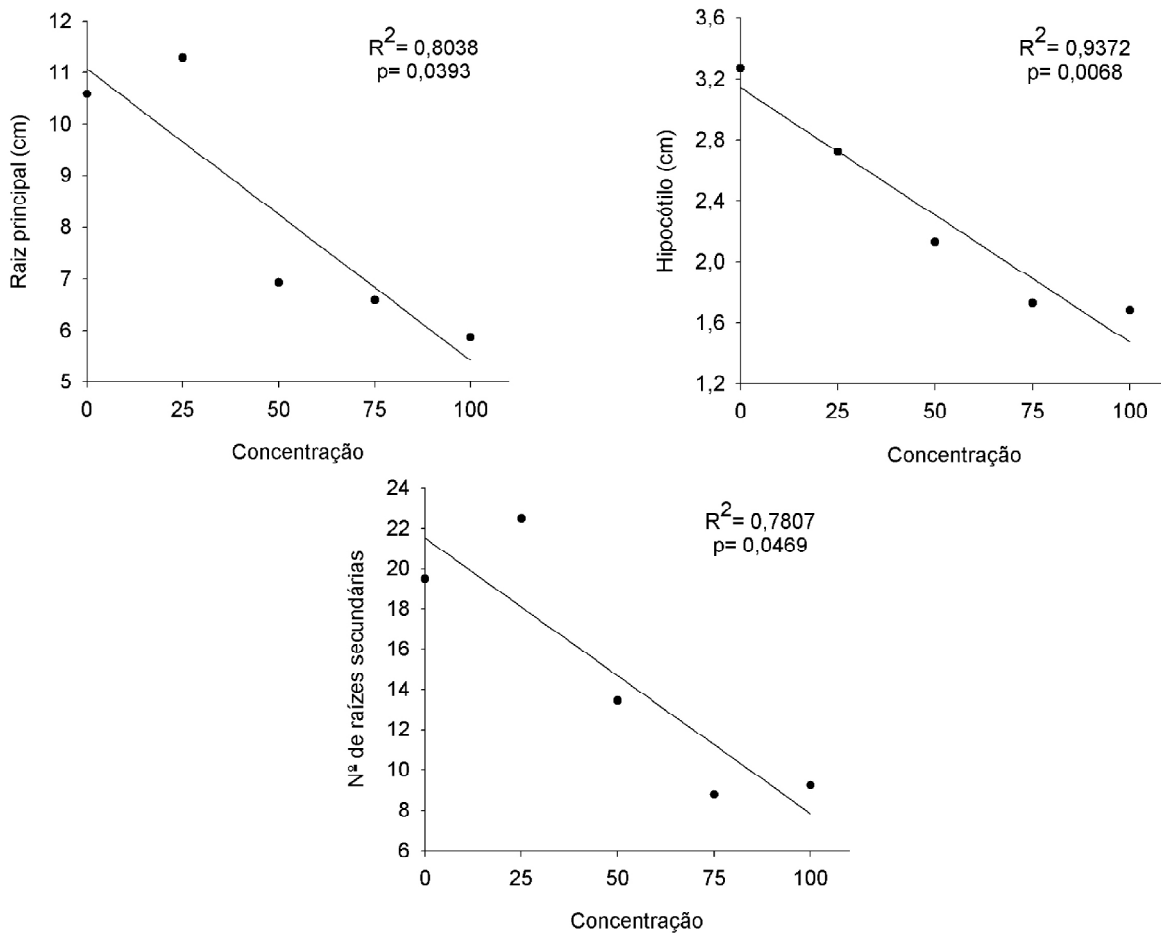 Raiz principal (cm)
12
11
10
9
8
7
6
5
R²= 0,8038
p= 0,0393
0 25 50 75 100
Concentração
Hipocótilo (cm)
3,6
3,2
2,8
2,4
2,0
1,6
1,2
R²= 0,9372
p= 0,0068
0 25 50 75 100
Concentração
Nº de raízes secundárias
24
22
20
18
16
14
12
10
8
6
R²= 0,7807
p= 0,0469
0 25 50 75 100
Concentração